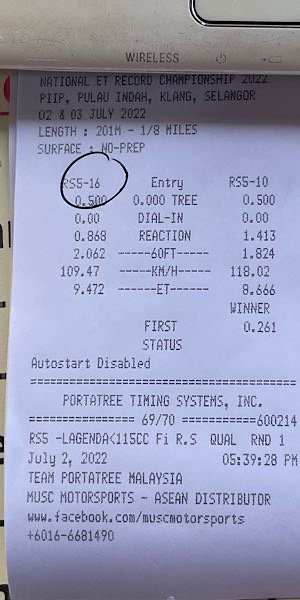 WIRELESS
NATIONAL ET RECORD CHAMPIONSHIP 2022
PIIP, PULAU INDAH, KLANG, SELANGOR
02 & 03 JULY 2022
LENGTH : 201M - 1/8 MILES
SURFACE : NO-PREP
RS5-16 Entry RS5-10
0.500 0.000 TREE 0.500
0.00 DIAL-IN 0.00
0.868 REACTION 1.413
2.062 -----60FT----- 1.824
109.47 -----KM/H----- 118.02
9.472 ------ET------ 8.666
WINNER
FIRST 0.261
STATUS
Autostart Disabled
======================================
PORTATREE TIMING SYSTEMS, INC.
=============== 69/70 ==========600214
RS5 -LAGENDA<115CC Fi R.S QUAL RND 1
July 2, 2022 05:39:28 PM
TEAM PORTATREE MALAYSIA
MUSC MOTORSPORTS - ASEAN DISTRIBUTOR
www.facebook.com/muscmotorsports
+6016-6681490